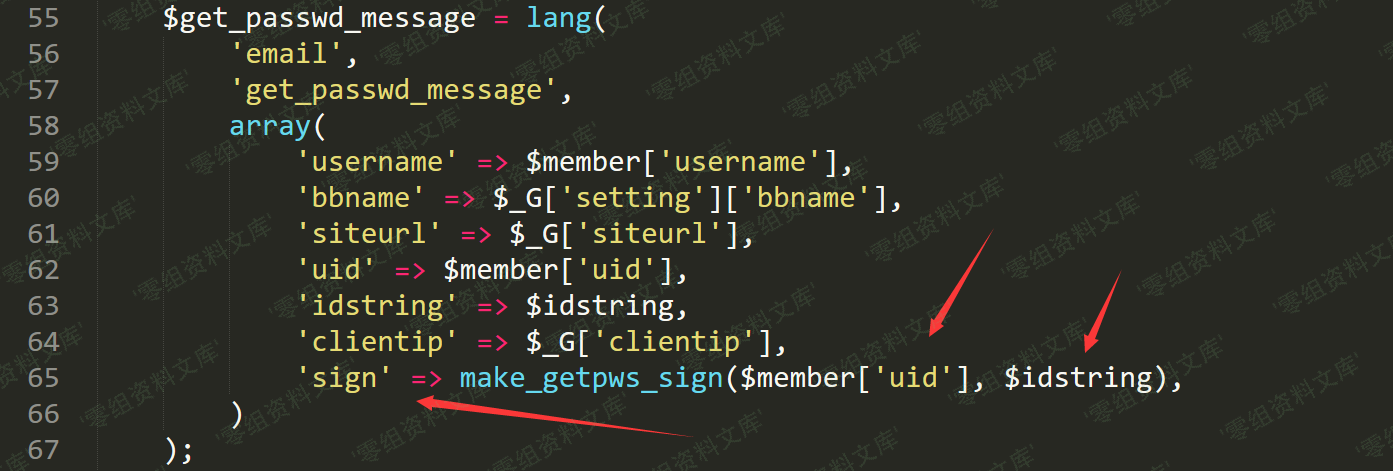 55 $get_passwd_message = lang(
56 'email',
57 'get_passwd_message',
58 array(
59 'username' => $member['username'],
60 'bbname' => $_G['setting']['bbname'],
61 'siteurl' => $_G['siteurl'],
62 'uid' => $member['uid'],
63 'idstring' => $idstring,
64 'clientip' => $_G['clientip'],
65 'sign' => make_getpws_sign($member['uid'], $idstring),
66 )
67 );
'零组资料文库'